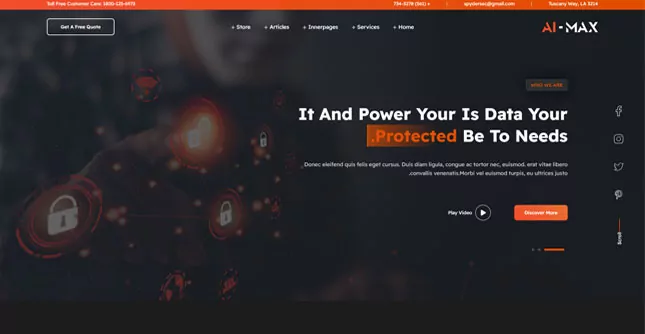 Toll Free Customer Care: 1800-123-6975
734-5278 (541) +
spydersec@gmail.com
Tuscany Way, LA 3214
Get A Free Quote
+ Store
+ Articles
+ Innerpages
+ Services
+ Home
AI-MAX
WHO WE ARE
It And Power Your Is Data Your
.Protected Be To Needs
Donec eleifend quis felis eget cursus. Duis diam ligula, congue ac tortor nec, euismod. erat vitae libero
.convallis venenatis.Morbi vel euismod turpis, eu ultrices justo
Play Video
Discover More
Scroll